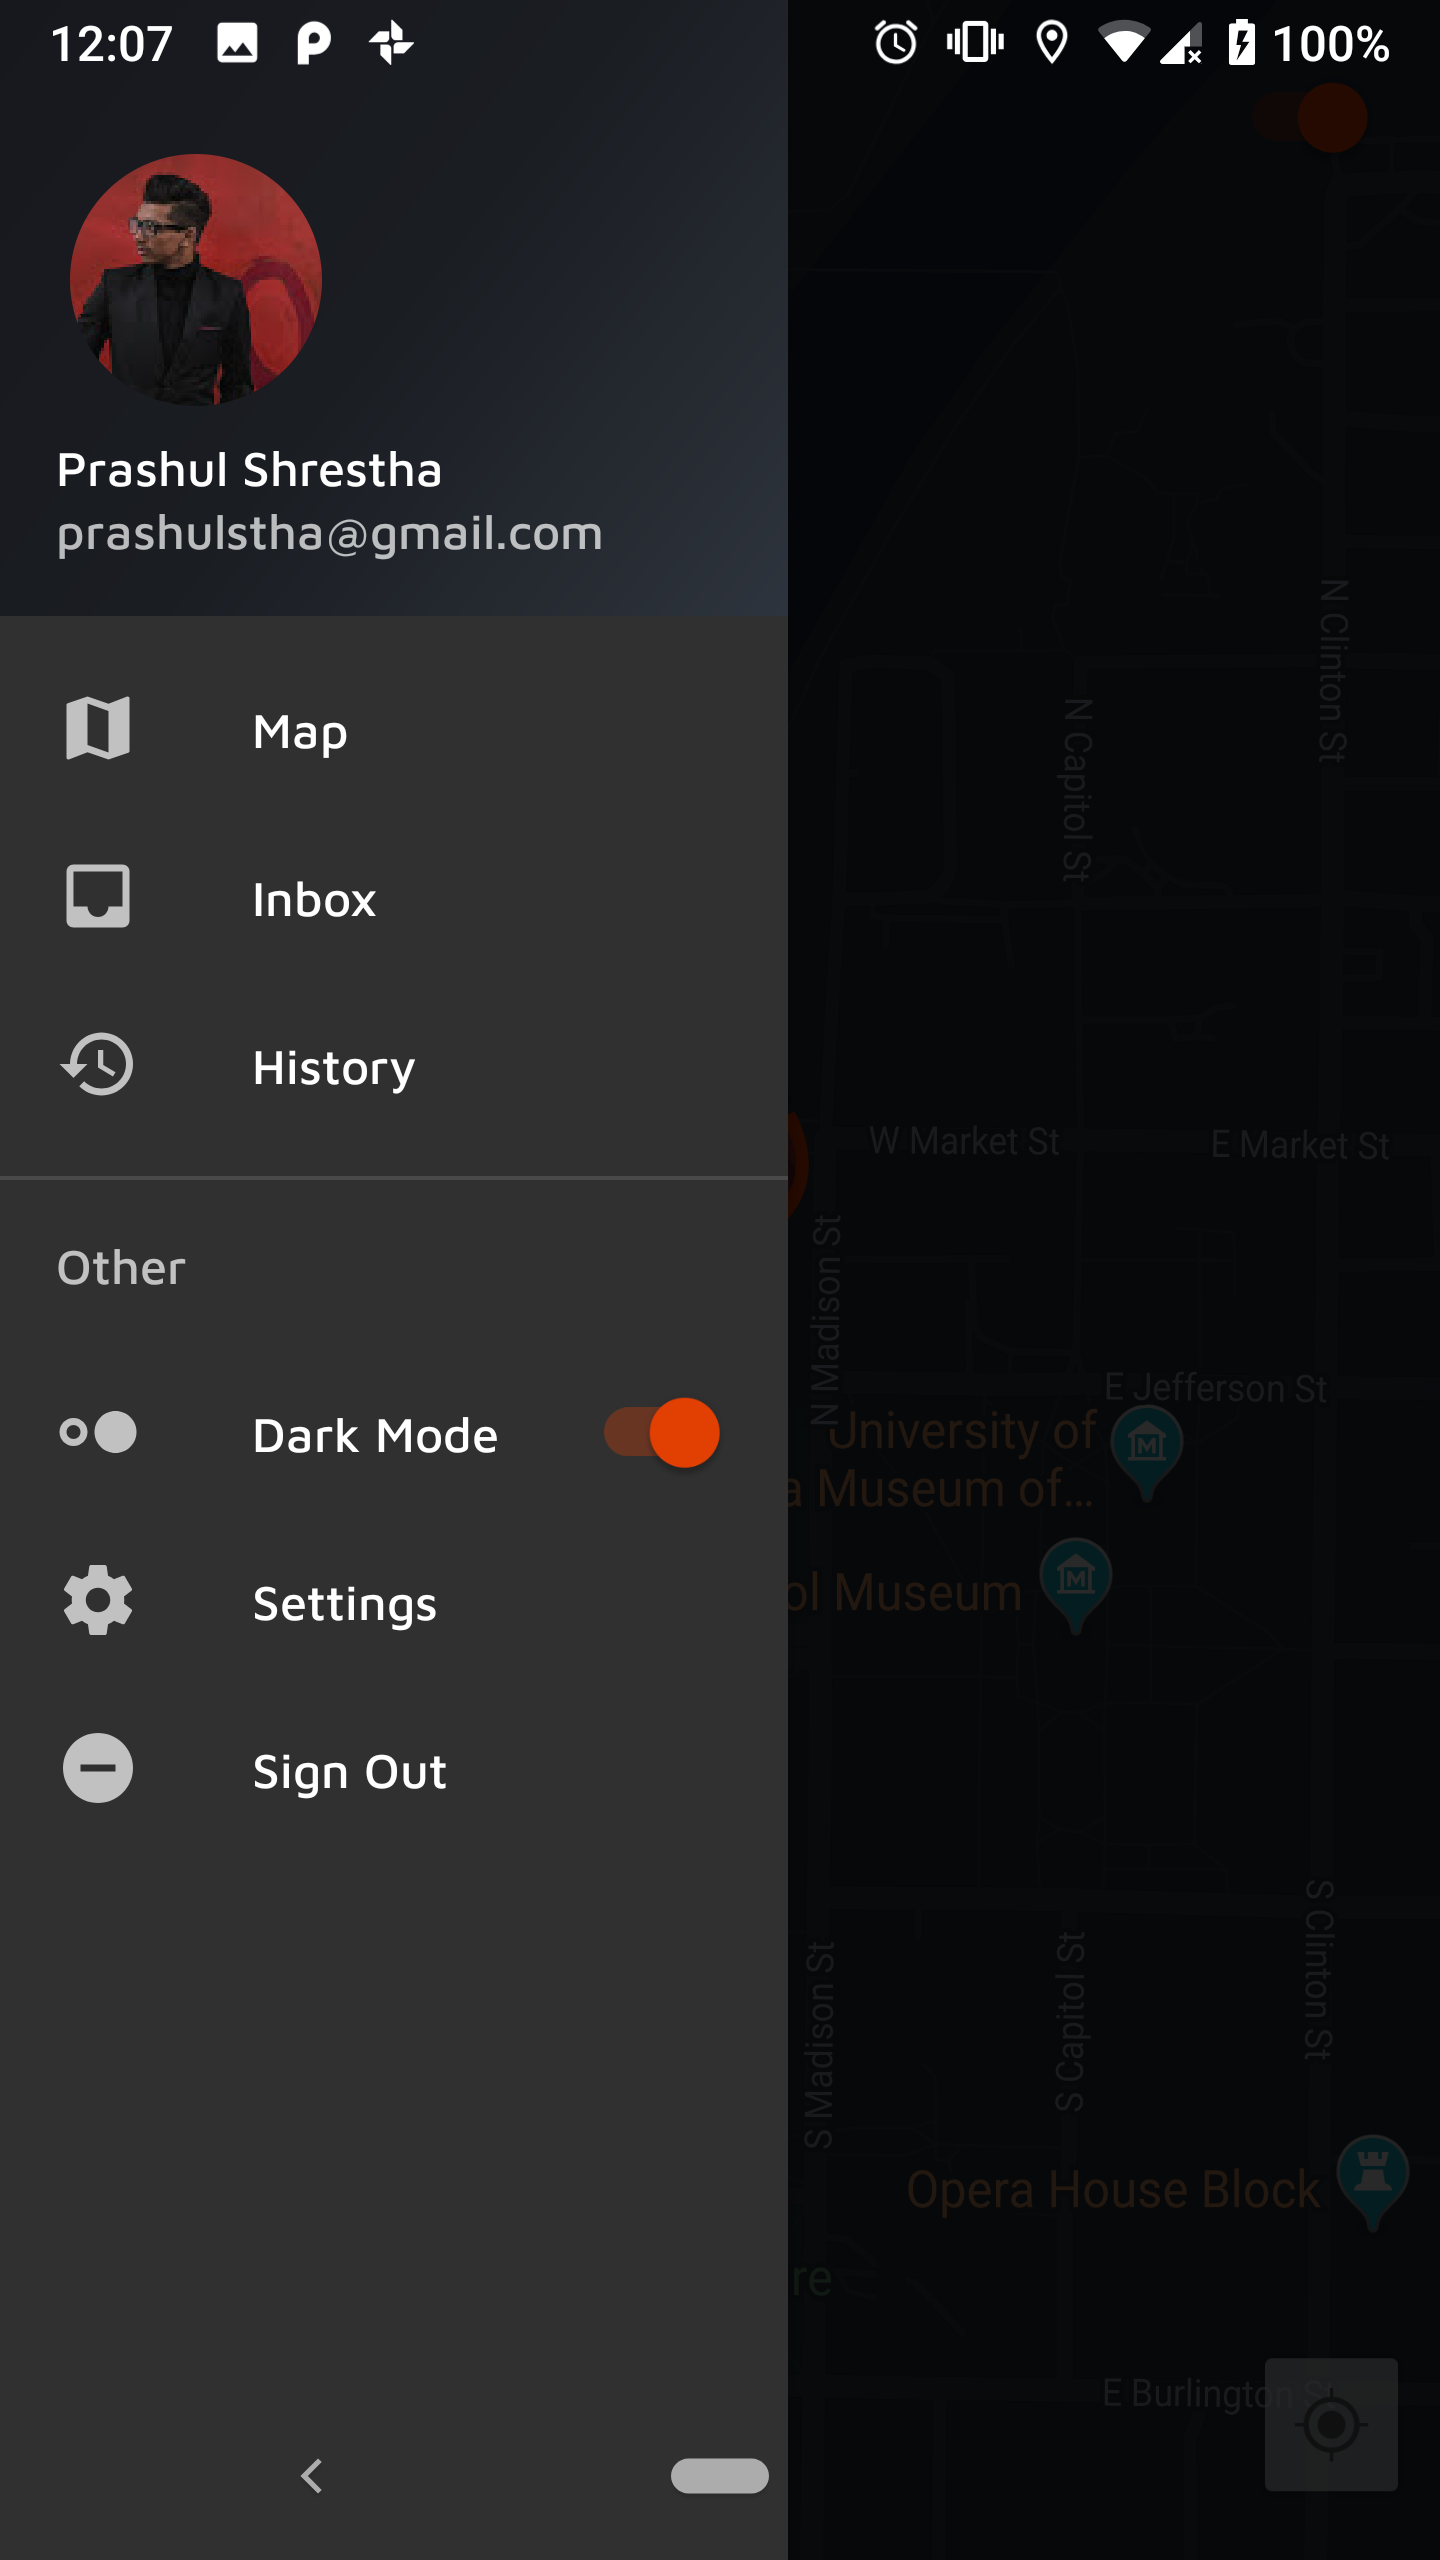 12:07
100%
Prashul Shrestha
prashulstha@gmail.com
Map
Inbox
History
Other
Dark Mode
Settings
Sign Out
N Clinton St
N Capitol St
W Market St
E Market St
N Madison St
E Jefferson St
University of
a Museum of...
ol Museum
S Clinton St
S Capitol St
S Madison St
Opera House Block
re
E Burlington St